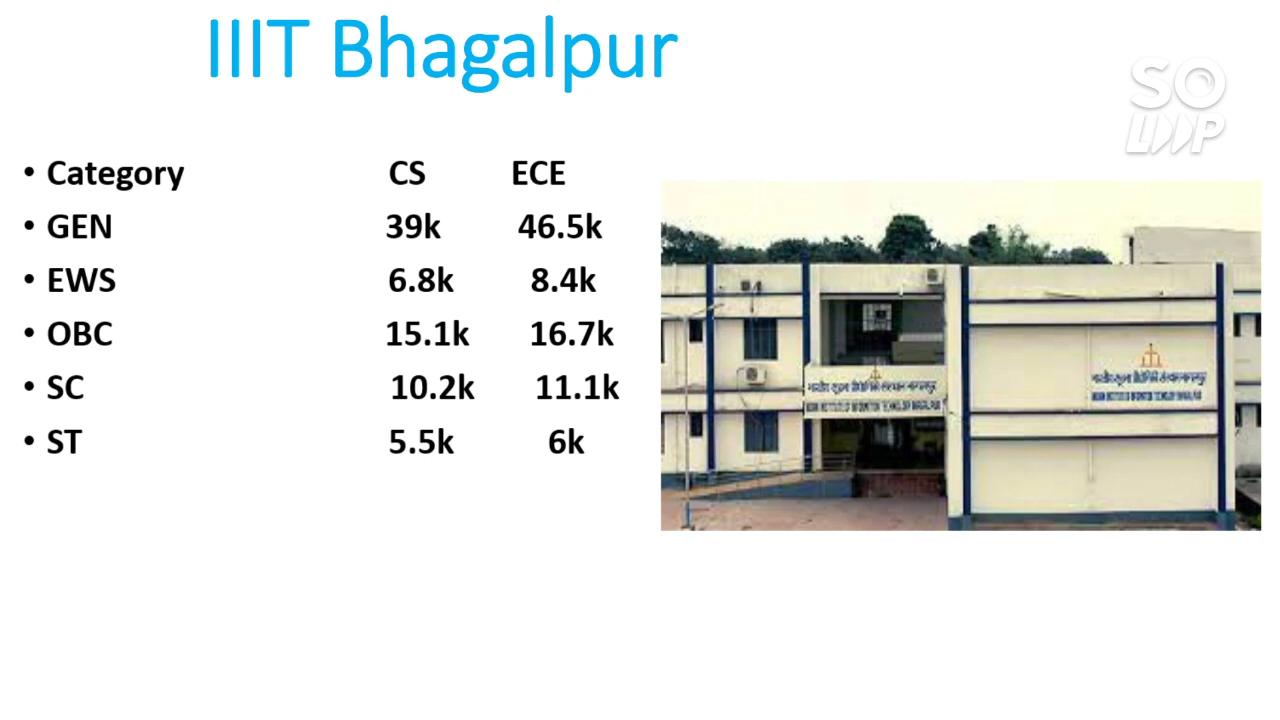 IIIT Bhagalpur
SO
LOOP
• Category CS ECE
• GEN 39k 46.5k
• EWS 6.8k 8.4k
• OBC 15.1k 16.7k
• SC 10.2k 11.1k
• ST 5.5k 6k